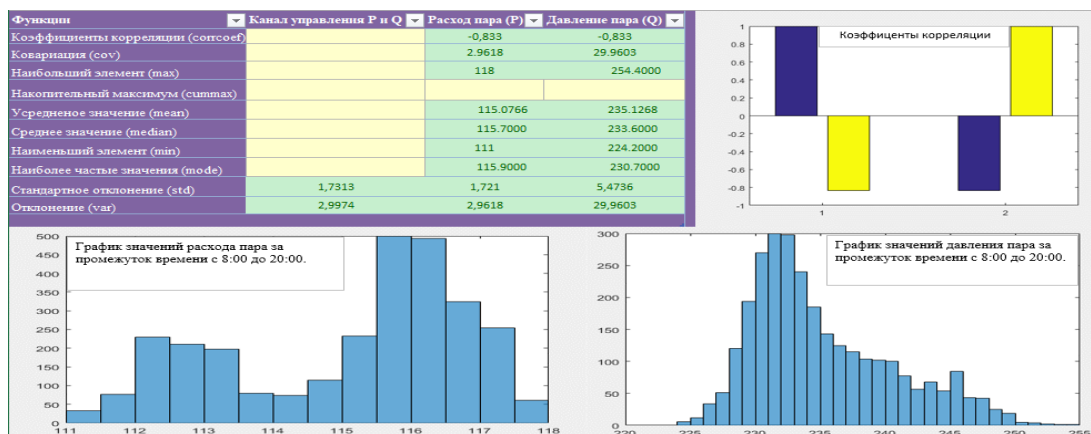 Функции Канал управления P и Q Расход пара (P) Давление пара (Q)
Коэффициенты корреляции (corrcoef) -0,833 -0,833
Ковариация (cov) 2.9618 29.9603
Наибольший элемент (max) 118 254.4000
Накопительный максимум (cummax)
Усредненое значение (mean) 115.0766 235.1268
Среднее значение (median) 115.7000 233.6000
Наименьший элемент (min) 111 224.2000
Наиболее частые значения (mode) 115.9000 230.7000
Стандартное отклонение (std) 1,7313 1,721 5,4736
Отклонение (var) 2,9974 2,9618 29,9603
Коэффиценты корреляции
1
0.8
0.6
0.4
0.2
0
-0.2
-0.4
-0.6
-0.8
-1
1 2
График значений расхода пара за
промежуток времени с 8:00 до 20:00.
500
450
400
350
300
250
200
150
100
50
0
111 112 113 114 115 116 117 118
График значений давления пара за
промежуток времени с 8:00 до 20:00.
300
250
200
150
100
50
0
220 225 230 235 240 245 250 255